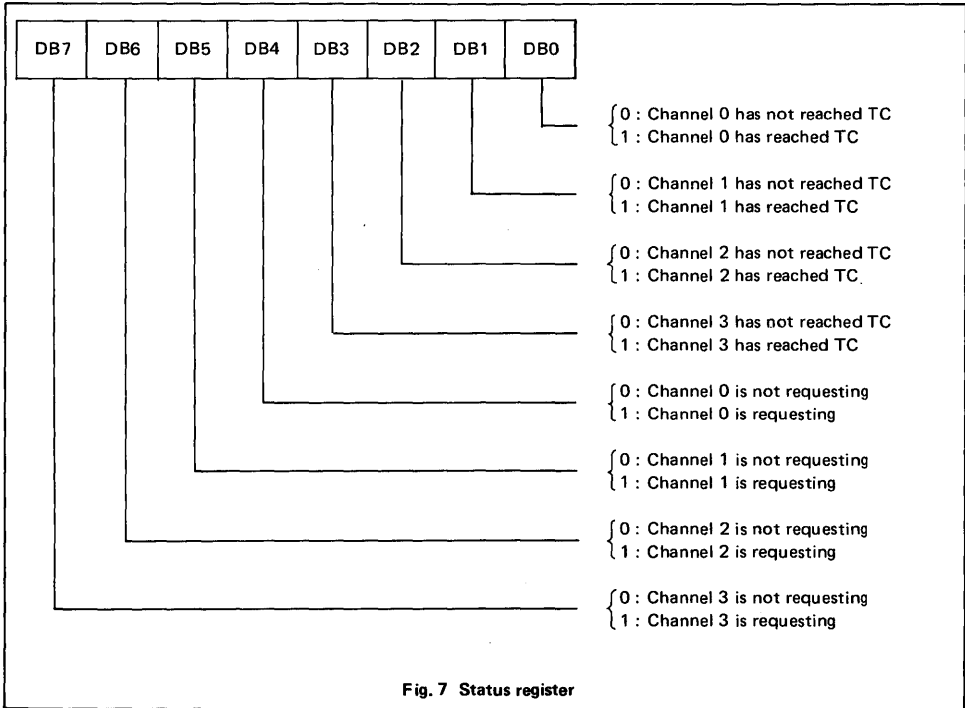 DB7 DB6 DB5 DB4 DB3 DB2 DB1 DB0
0 : Channel 0 has not reached TC
1 : Channel 0 has reached TC
0 : Channel 1 has not reached TC
1 : Channel 1 has reached TC
0 : Channel 2 has not reached TC
1 : Channel 2 has reached TC
0 : Channel 3 has not reached TC
1 : Channel 3 has reached TC
0 : Channel 0 is not requesting
1 : Channel 0 is requesting
0 : Channel 1 is not requesting
1 : Channel 1 is requesting
0 : Channel 2 is not requesting
1 : Channel 2 is requesting
0 : Channel 3 is not requesting
1 : Channel 3 is requesting
Fig. 7 Status register